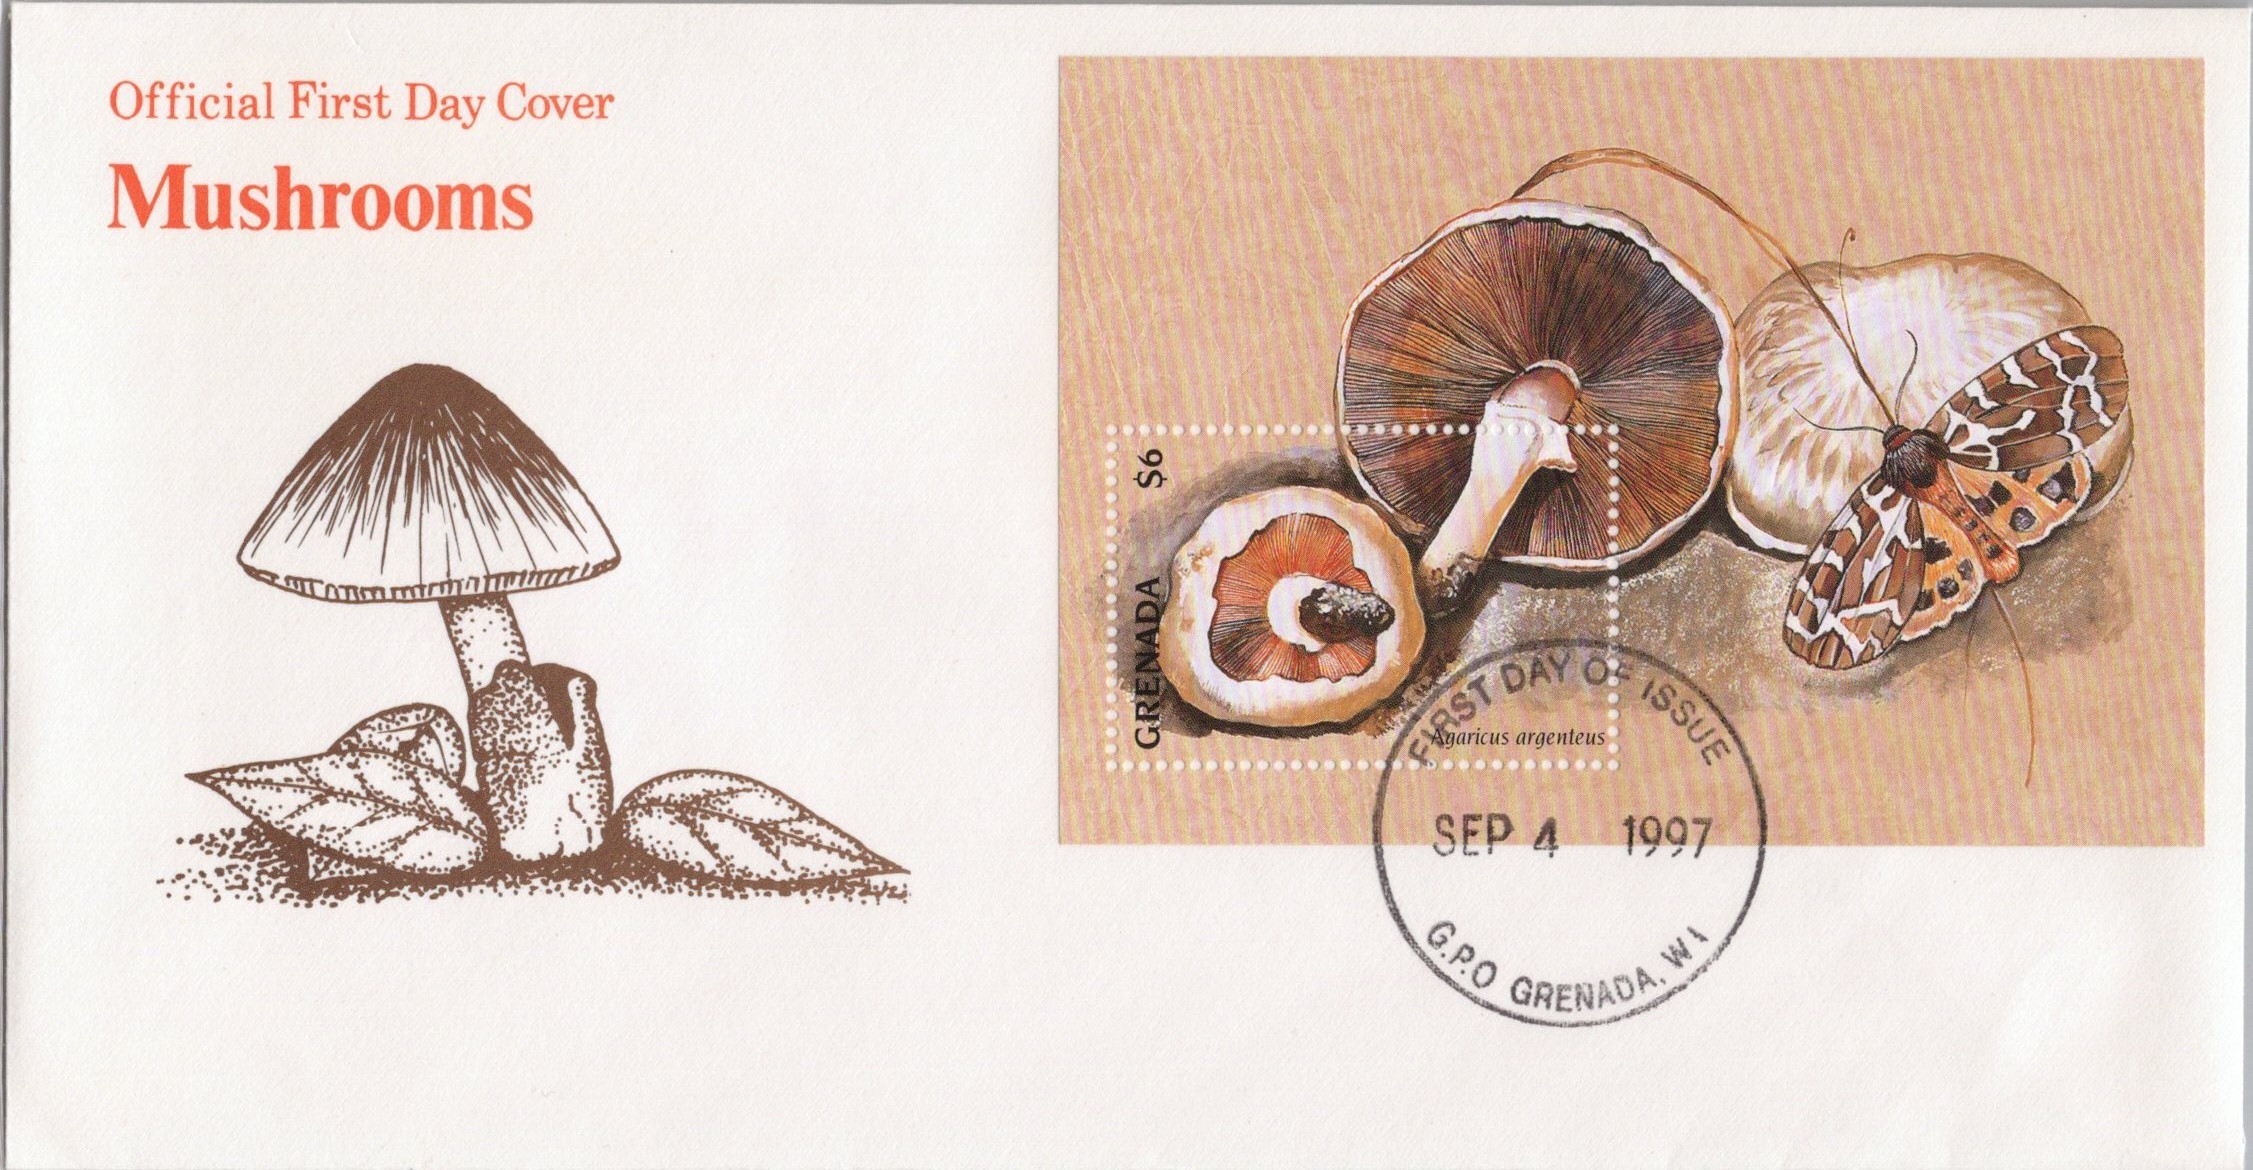 Official First Day Cover
Mushrooms
$6
GRENADA
Agaricus argenteus
FIRST DAY OF ISSUE
SEP 4 1997
G.P.O GRENADA, W I